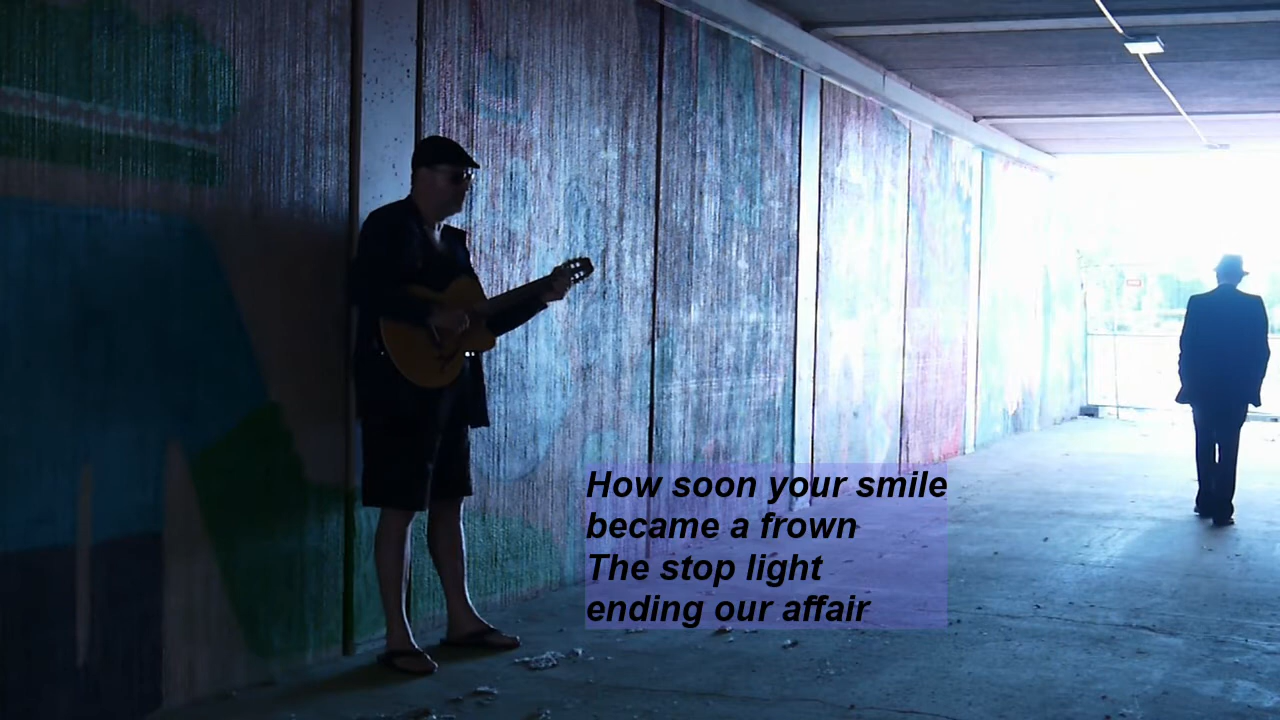 How soon your smile
became a frown
The stop light
ending our affair